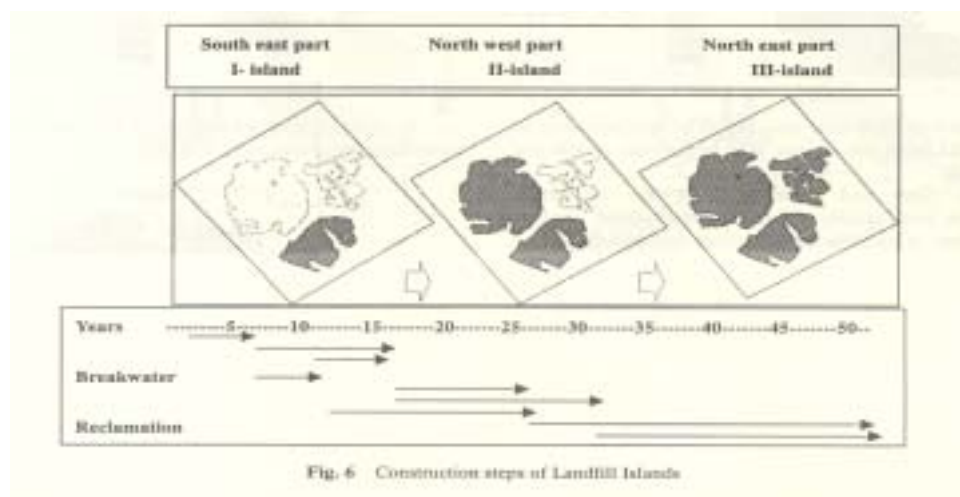 South east part
I- island
North west part
II-island
North east part
III-island
Years ---------5-------10-------15-------20-------25-------30-------35-------40-------45-------50--
Breakwater
Reclamation
Fig. 6 Construction steps of Landfill Islands